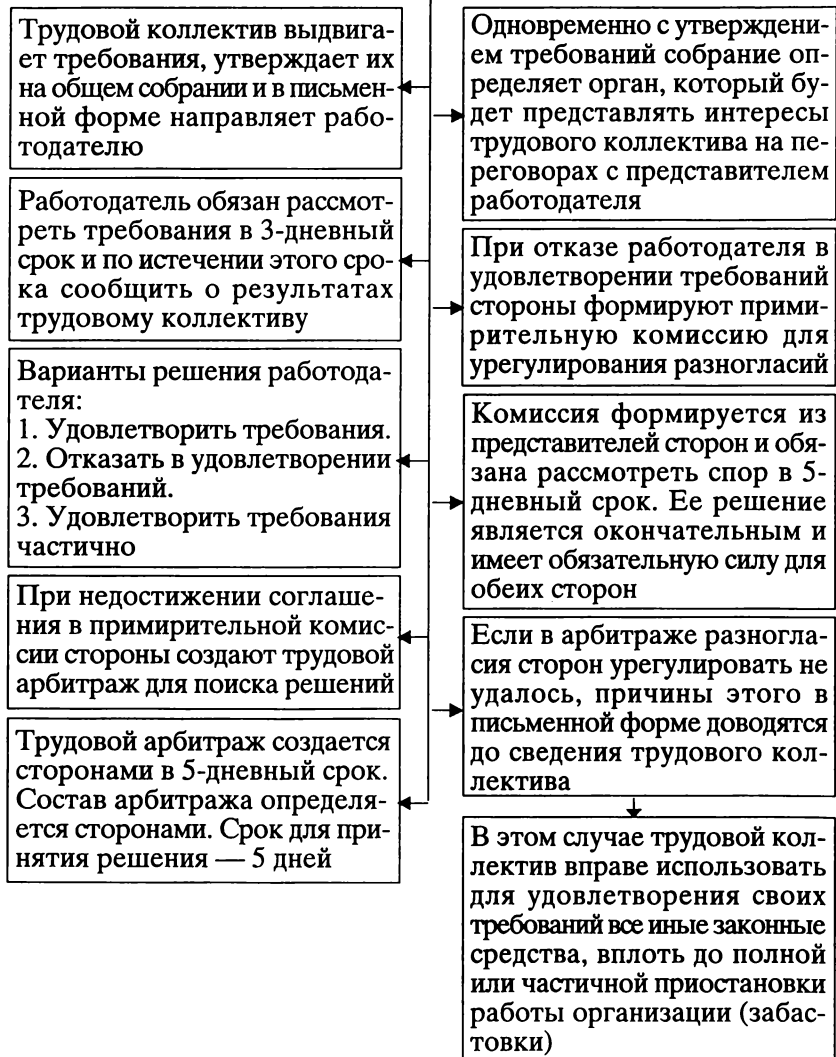 Трудовой коллектив выдвига-
ет требования, утверждает их
на общем собрании и в письмен-
ной форме направляет рабо-
тодателю
Одновременно с утверждени-
ем требований собрание оп-
ределяет орган, который бу-
дет представлять интересы
трудового коллектива на пе-
реговорах с представителем
работодателя
Работодатель обязан рассмот-
реть требования в 3-дневный
срок и по истечении этого сро-
ка сообщить о результатах
трудовому коллективу
При отказе работодателя в
удовлетворении требований
стороны формируют прими-
рительную комиссию для
урегулирования разногласий
Варианты решения работода-
теля:
1. Удовлетворить требования.
2. Отказать в удовлетворении
требований.
3. Удовлетворить требования
частично
Комиссия формируется из
представителей сторон и обя-
зана рассмотреть спор в 5-
дневный срок. Ее решение
является окончательным и
имеет обязательную силу для
обеих сторон
При недостижении соглаше-
ния в примирительной комис-
сии стороны создают трудовой
арбитраж для поиска решений
Если в арбитраже разногла-
сия сторон урегулировать не
удалось, причины этого в
письменной форме доводятся
до сведения трудового кол-
лектива
Трудовой арбитраж создается
сторонами в 5-дневный срок.
Состав арбитража определя-
ется сторонами. Срок для при-
нятия решения — 5 дней
В этом случае трудовой кол-
лектив вправе использовать
для удовлетворения своих
требований все иные законные
средства, вплоть до полной
или частичной приостановки
работы организации (забас-
товки)